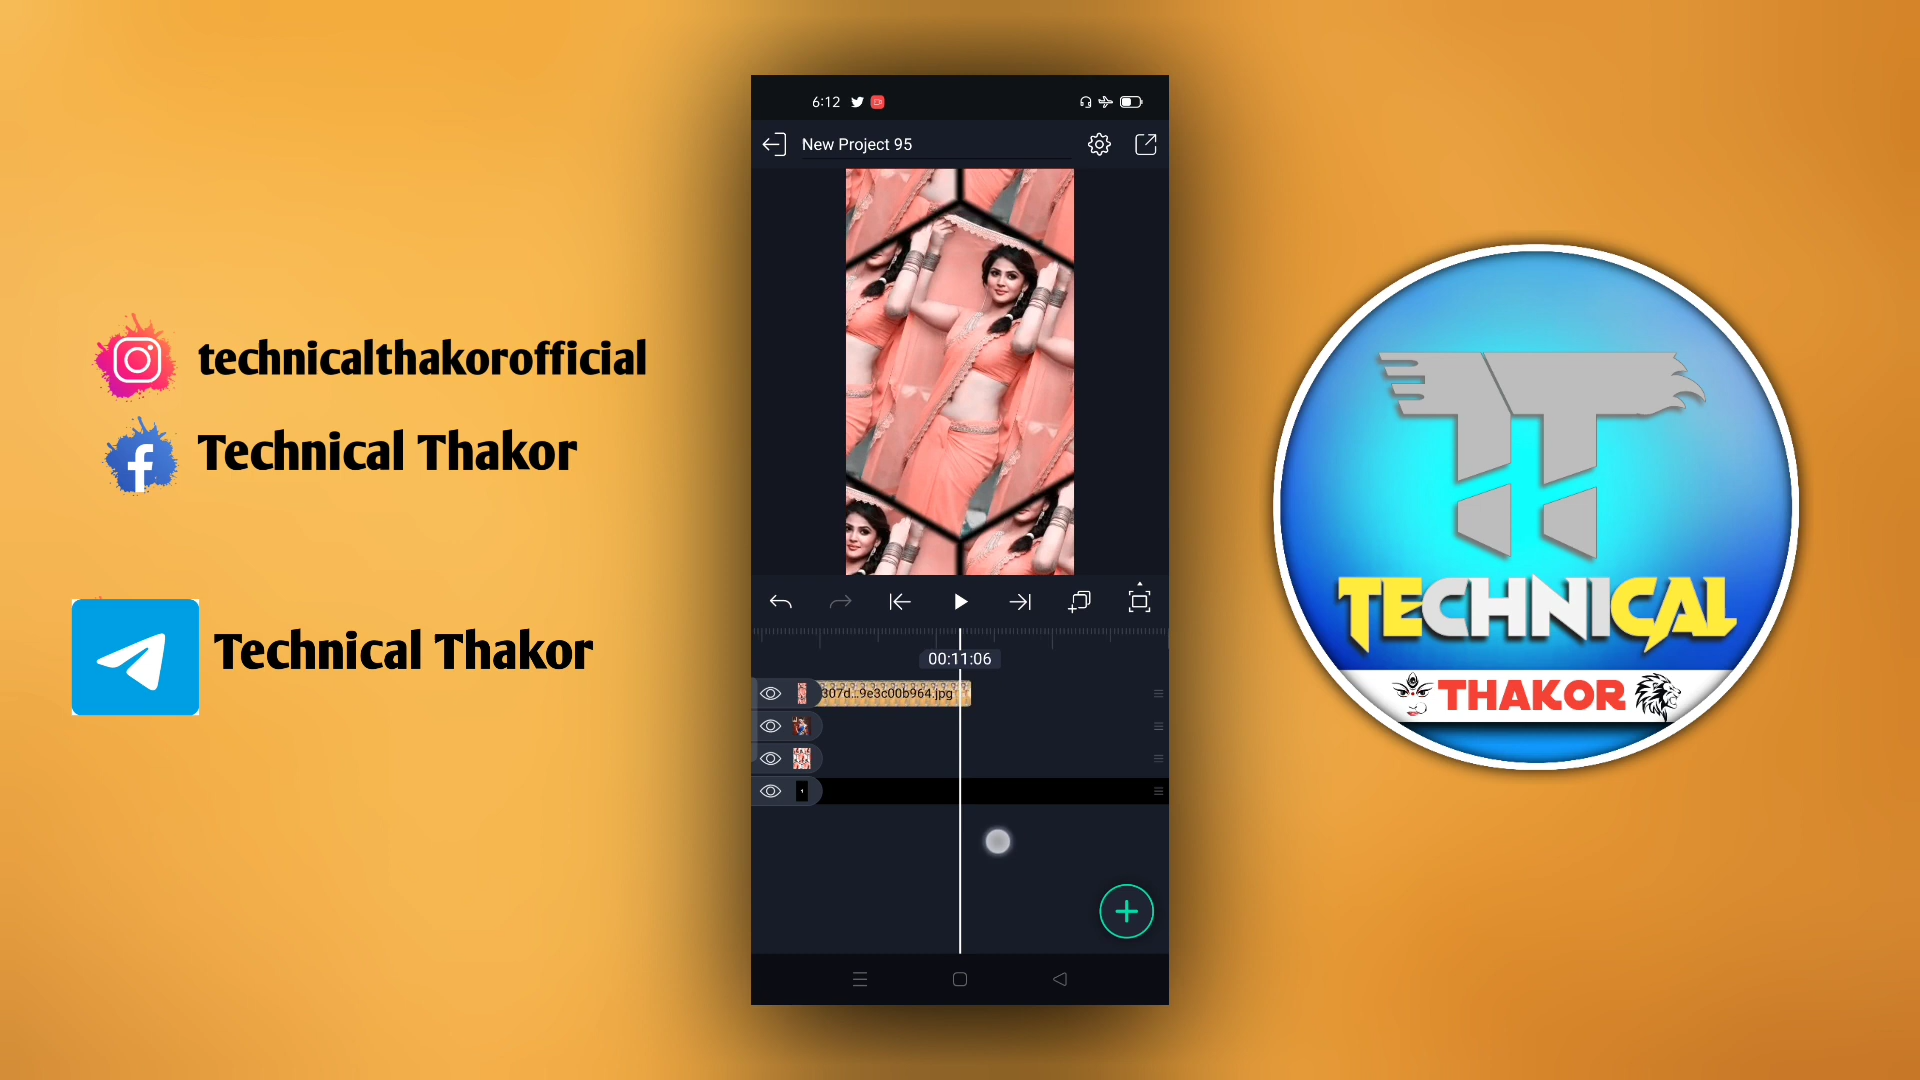 technicalthakorofficial
Technical Thakor
Technical Thakor
6:12
New Project 95
00:11:06
307d...9e3c00b964.jpg
TECHNICAL
THAKOR